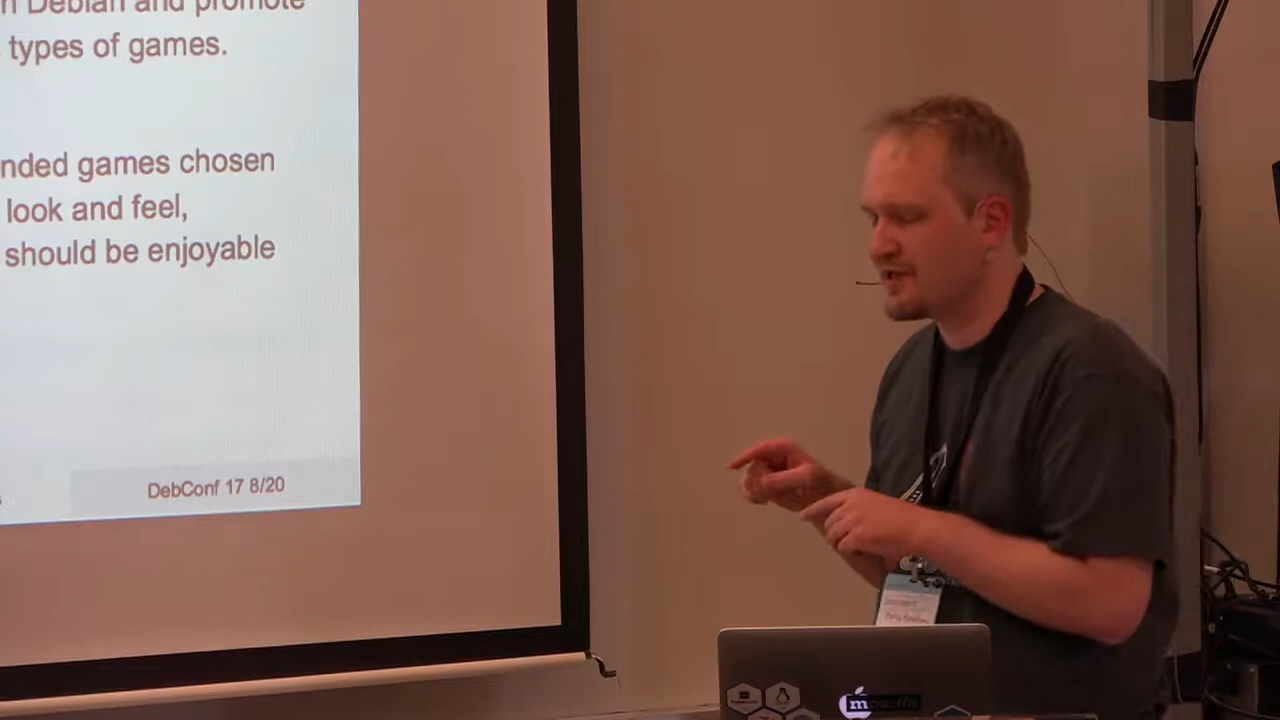 n Debian and promote
types of games.
nded games chosen
look and feel,
should be enjoyable
DebConf 17 8/20